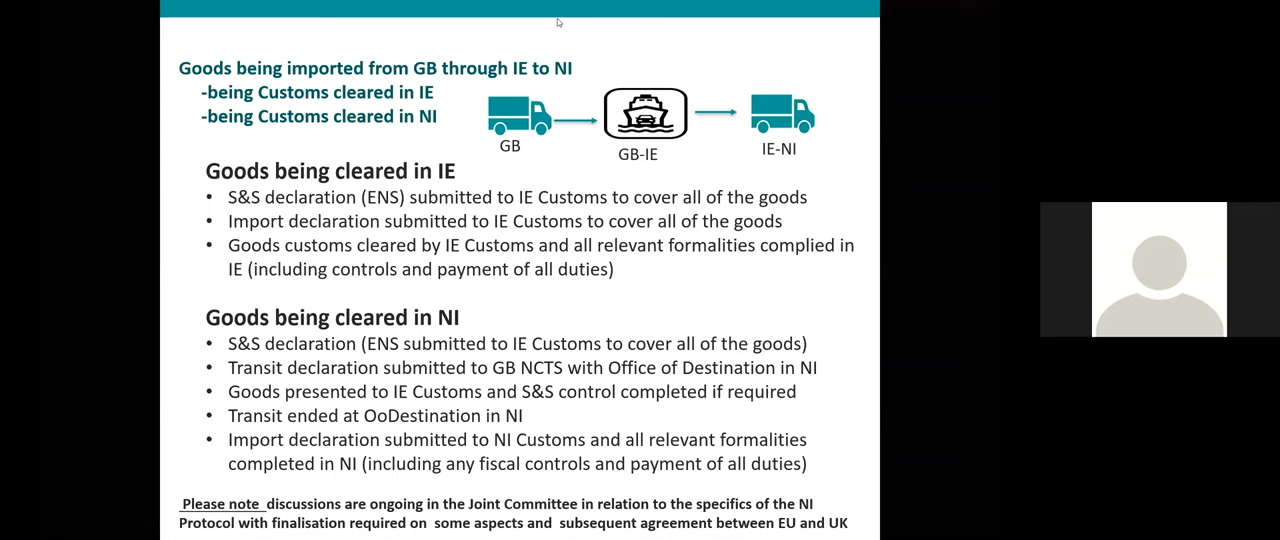 Goods being imported from GB through IE to NI
-being Customs cleared in IE
-being Customs cleared in NI
GB
GB-IE
IE-NI
Goods being cleared in IE
• S&S declaration (ENS) submitted to IE Customs to cover all of the goods
• Import declaration submitted to IE Customs to cover all of the goods
• Goods customs cleared by IE Customs and all relevant formalities complied in
IE (including controls and payment of all duties)
Goods being cleared in NI
• S&S declaration (ENS submitted to IE Customs to cover all of the goods)
• Transit declaration submitted to GB NCTS with Office of Destination in NI
• Goods presented to IE Customs and S&S control completed if required
• Transit ended at OoDestination in NI
• Import declaration submitted to NI Customs and all relevant formalities
completed in NI (including any fiscal controls and payment of all duties)
Please note discussions are ongoing in the Joint Committee in relation to the specifics of the NI
Protocol with finalisation required on some aspects and subsequent agreement between EU and UK